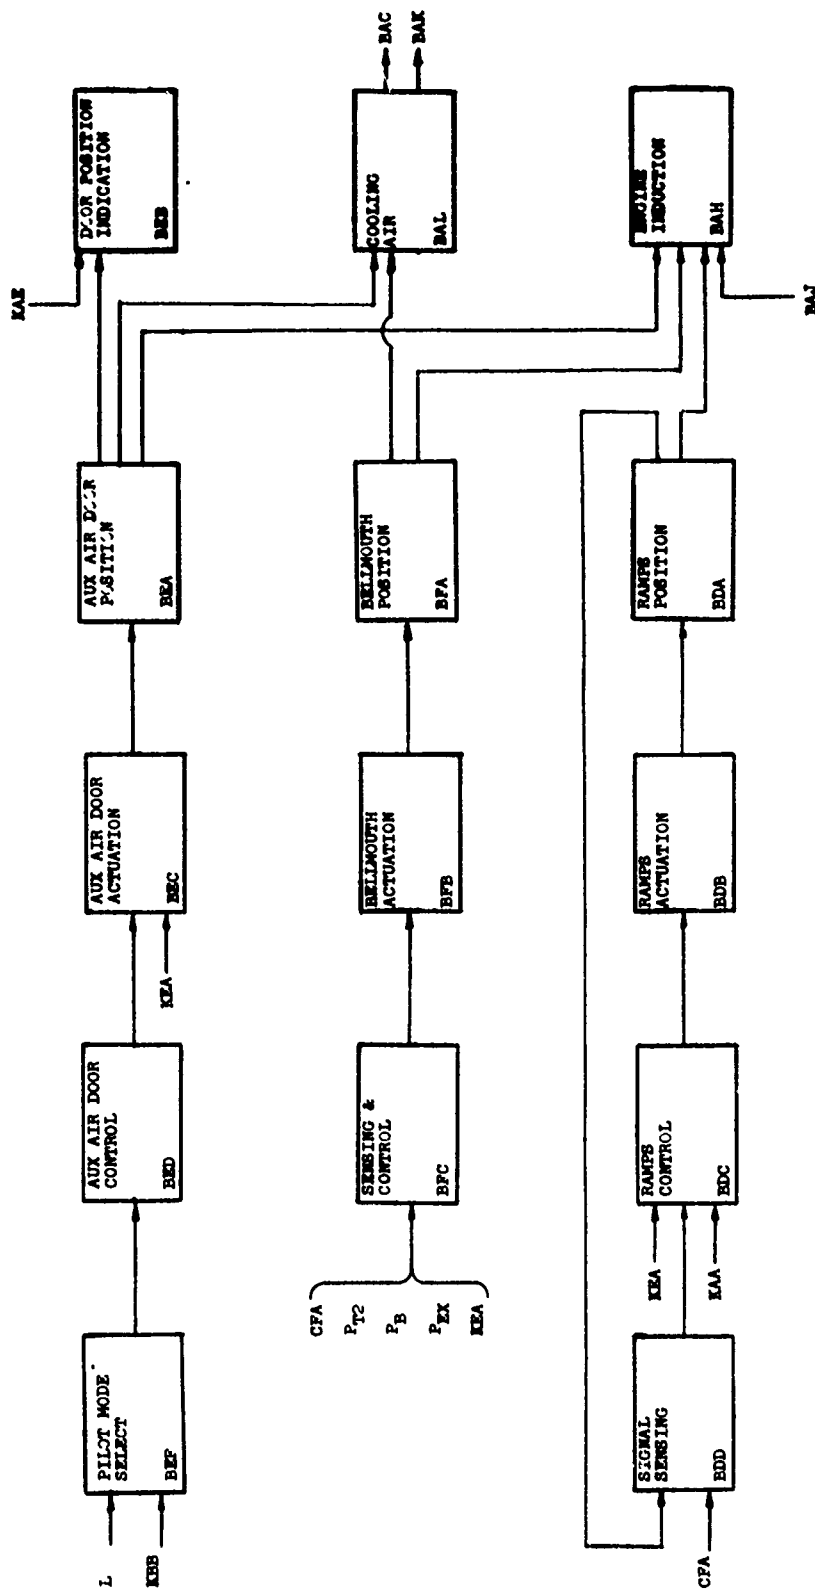 L
KBB
PILOT MODE
SELECT
BEF
AUX AIR DOOR
CONTROL
BED
KEA
AUX AIR DOOR
ACTUATION
BEC
AUX AIR DOOR
POSITION
BEA
KAE
DOOR POSITION
INDICATION
BEB
CFA
PT2
PB
PEX
KEA
SENSING &
CONTROL
BFC
BELLMOUTH
ACTUATION
BFB
BELLMOUTH
POSITION
BFA
COOLING
AIR
BAL
BAC
BAK
CFA
SIGNAL
SENSING
BDD
KEA
KAA
RAMPS
CONTROL
BDC
RAMPS
ACTUATION
BDB
RAMPS
POSITION
BDA
ENGINE
INDUCTION
BAH
BAJ